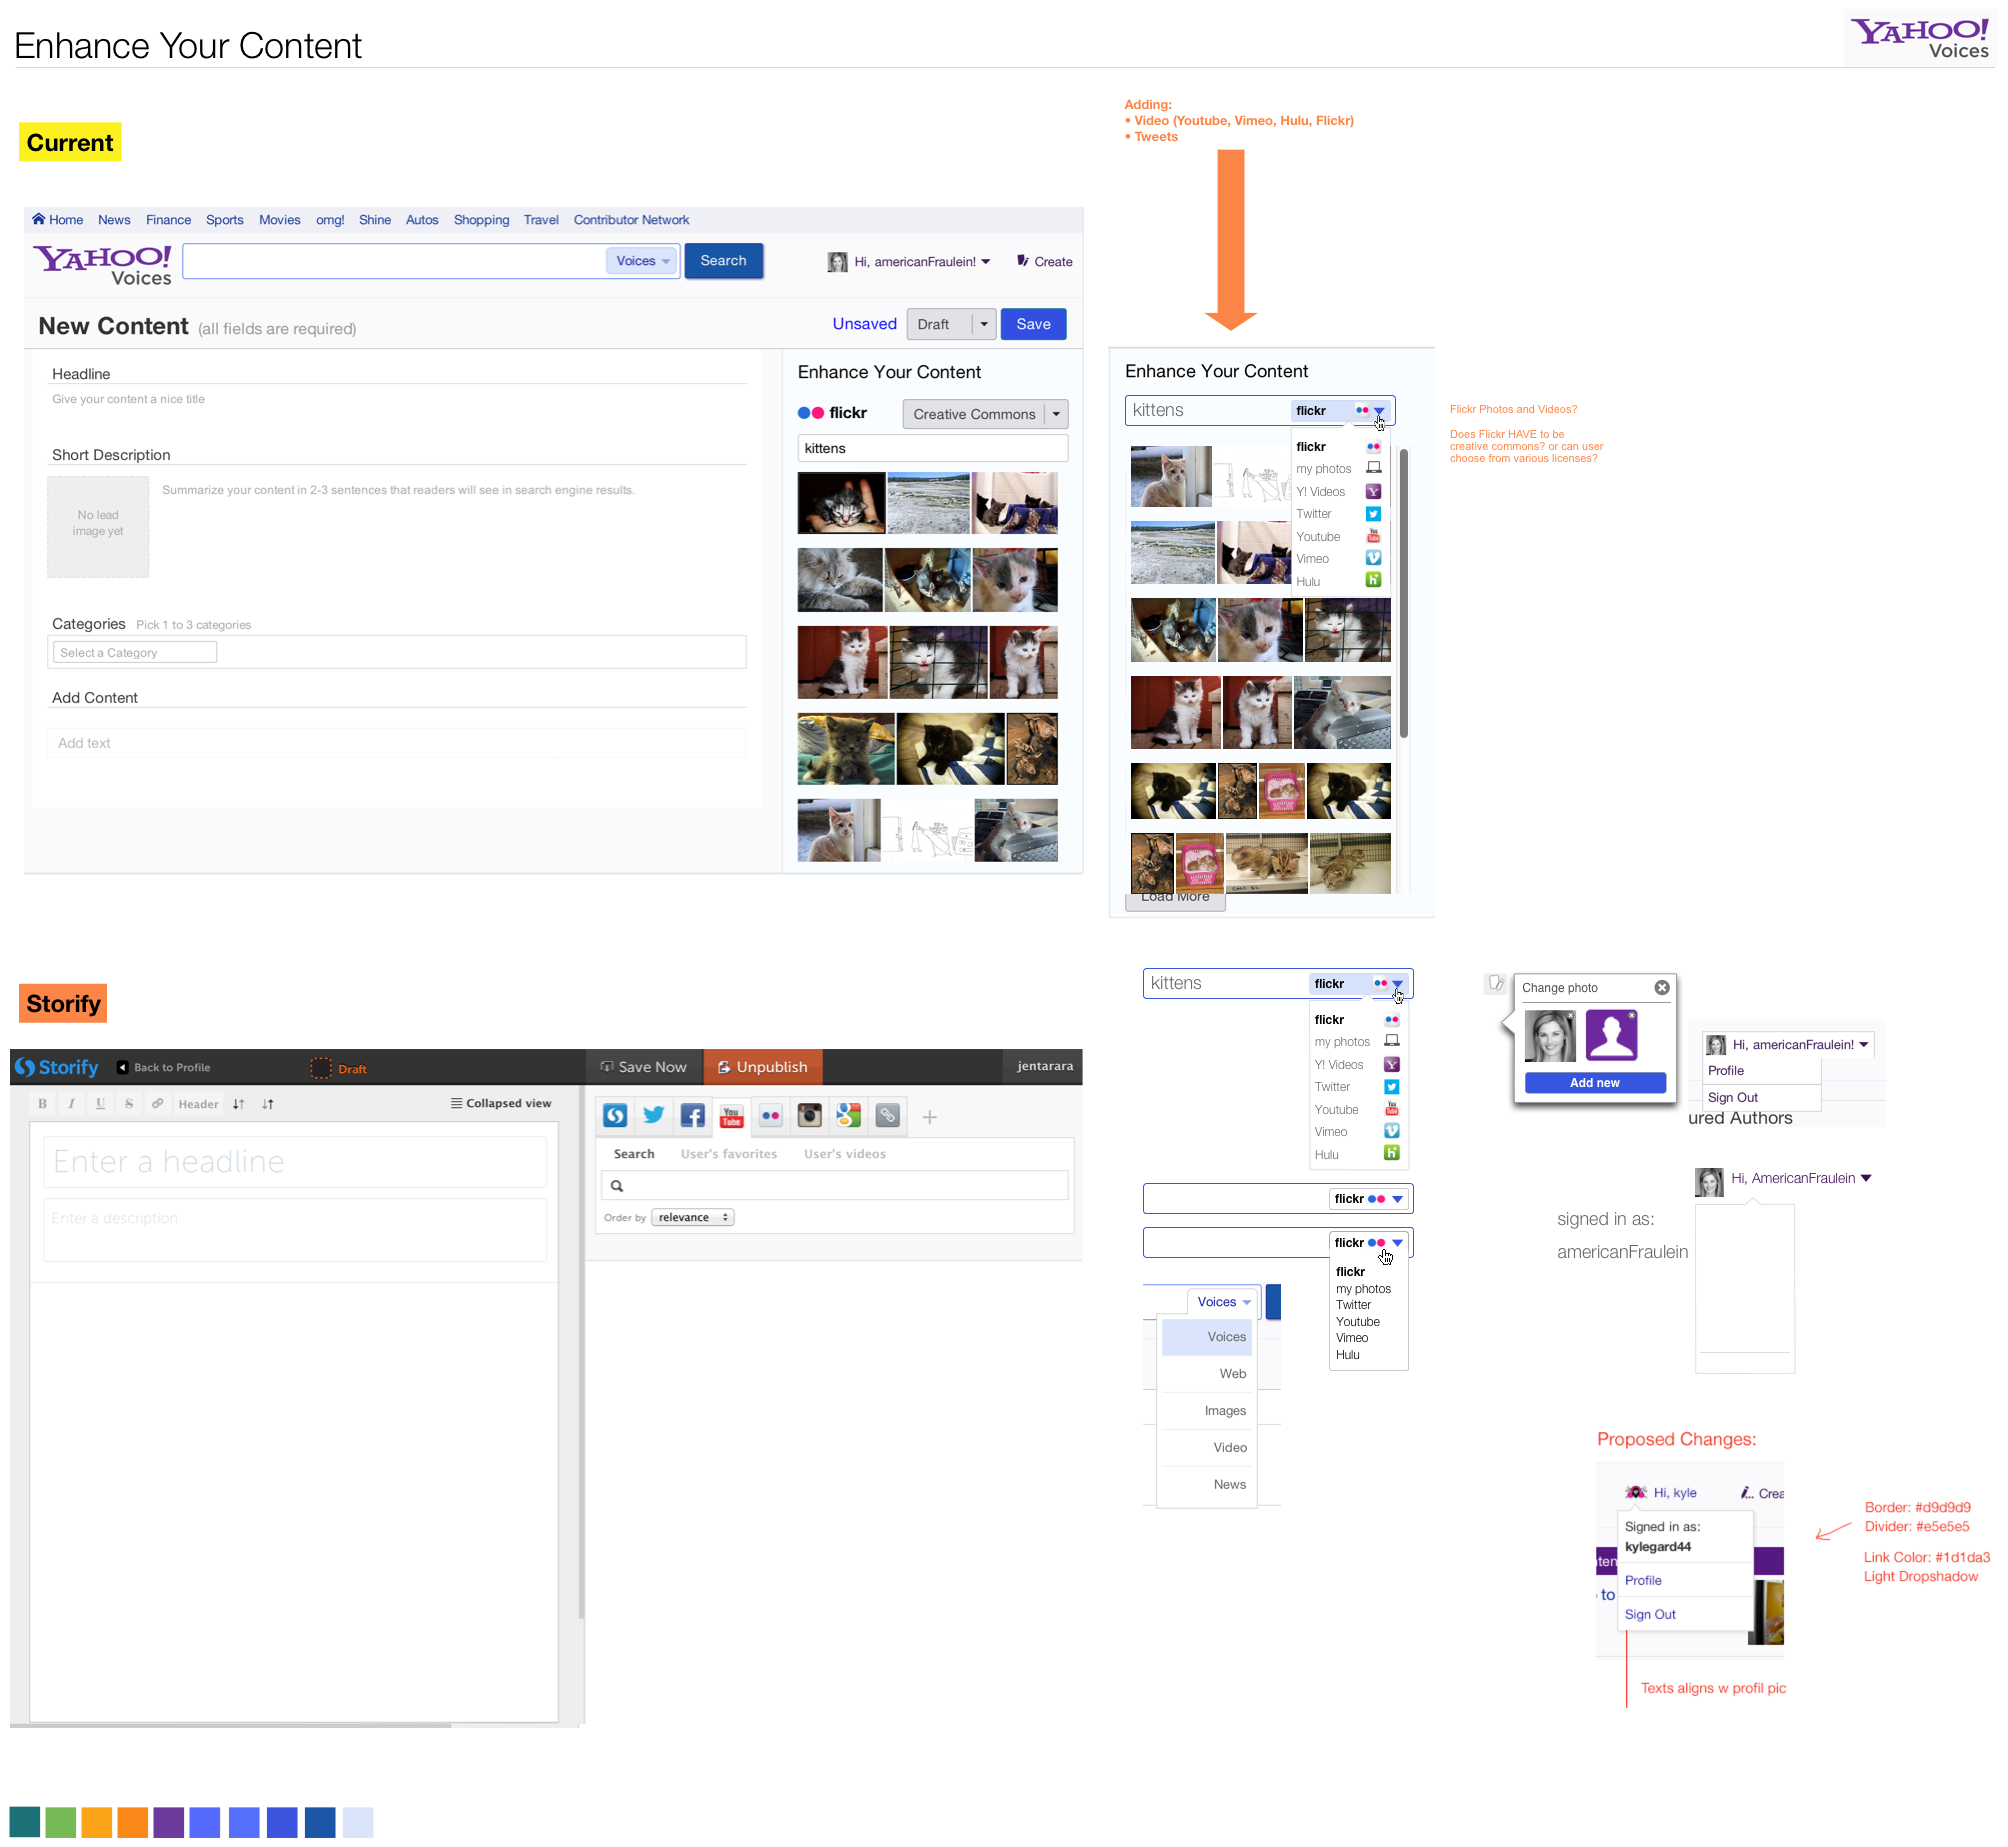 Enhance Your Content
YAHOO!
Voices
Current
Adding:
• Video (Youtube, Vimeo, Hulu, Flickr)
• Tweets
Home News Finance Sports Movies omg! Shine Autos Shopping Travel Contributor Network
YAHOO!
Voices
Voices
Search
Hi, americanFraulein!
Create
New Content (all fields are required)
Unsaved
Draft
Save
Headline
Give your content a nice title
Short Description
No lead
image yet
Summarize your content in 2-3 sentences that readers will see in search engine results.
Categories Pick 1 to 3 categories
Select a Category
Add Content
Add text
Enhance Your Content
flickr
Creative Commons
kittens
Enhance Your Content
kittens
flickr
flickr
my photos
Y! Videos
Twitter
Youtube
Vimeo
Hulu
Load More
Flickr Photos and Videos?
Does Flickr HAVE to be
creative commons? or can user
choose from various licenses?
Storify
Storify
Back to Profile
Draft
Save Now
Unpublish
jentarara
B I U S Header
Collapsed view
Enter a headline
Enter a description
You
Tube
Search User's favorites User's videos
Order by relevance
kittens
flickr
flickr
my photos
Y! Videos
Twitter
Youtube
Vimeo
Hulu
flickr
flickr
flickr
my photos
Twitter
Youtube
Vimeo
Hulu
Voices
Voices
Web
Images
Video
News
Change photo
Add new
Hi, americanFraulein!
Profile
Sign Out
ured Authors
Hi, AmericanFraulein
signed in as:
americanFraulein
Proposed Changes:
Hi, kyle
Crea
Signed in as:
kylegard44
Profile
Sign Out
nten
to
Border: #d9d9d9
Divider: #e5e5e5
Link Color: #1d1da3
Light Dropshadow
Texts aligns w profil pic